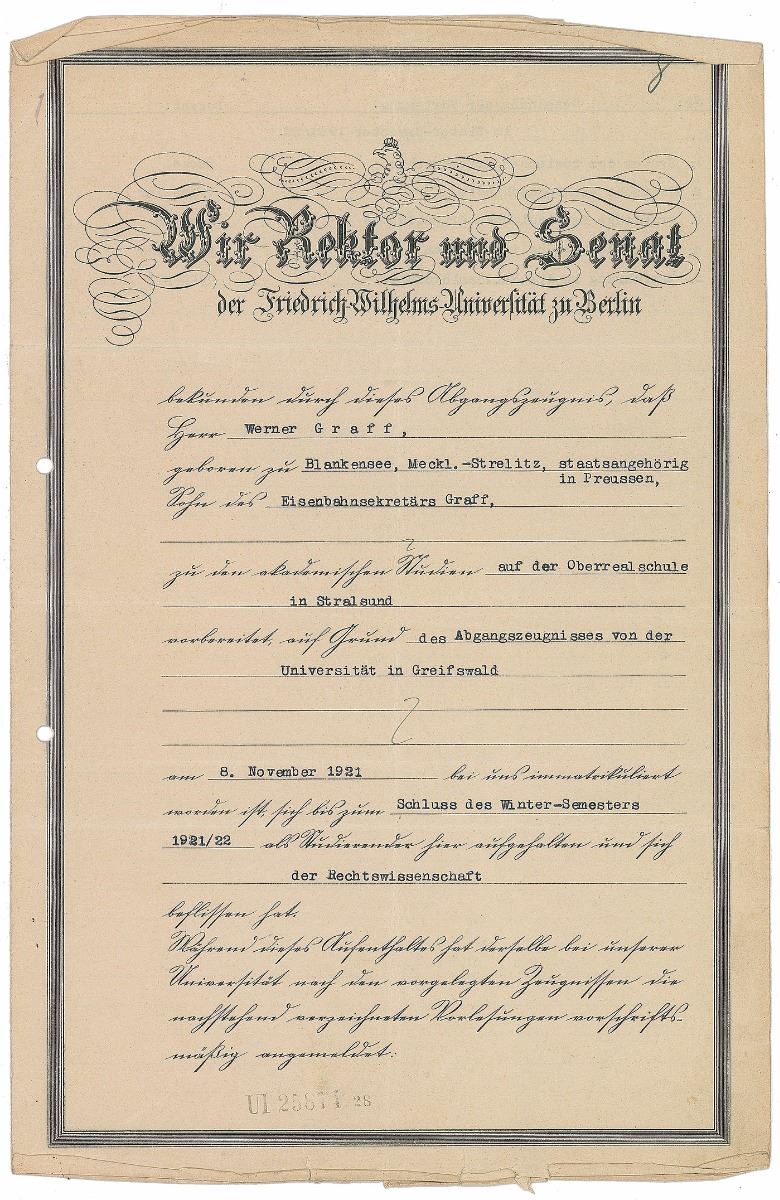 8
Wir Rektor und Senat
der Friedrich-Wilhelms-Universität zu Berlin
bekunden durch dieses Abgangszeugnis, daß
Herr Werner Graff,
geboren zu Blankensee, Meckl.-Strelitz, staatsangehörig
in Preussen,
Sohn des Eisenbahnsekretärs Graff,
zu den akademischen Studien auf der Oberrealschule
in Stralsund
vorbereitet, auf Grund des Abgangszeugnisses von der
Universität in Greifswald
am 8. November 1921 bei uns immatrikuliert
worden ist, sich bis zum Schluss des Winter-Semesters
1921/22 als Studierender hier aufgehalten und sich
der Rechtswissenschaft
beflissen hat.
Während dieses Aufenthaltes hat derselbe bei unserer
Universität nach den vorgelegten Zeugnissen die
nachstehend verzeichneten Vorlesungen vorschrifts-
mäßig angemeldet:
UI 25871 28